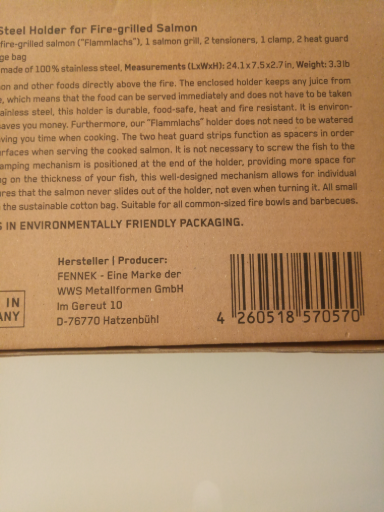 Steel Holder for Fire-grilled Salmon
fire-grilled salmon ("Flammlachs"), 1 salmon grill, 2 tensioners, 1 clamp, 2 heat guard
ge bag
made of 100% stainless steel, Measurements (LxWxH): 24.1 x 7.5 x 2.7 in, Weight: 3.3lb
on and other foods directly above the fire. The enclosed holder keeps any juice from
, which means that the food can be served immediately and does not have to be taken
ainless steel, this holder is durable, food-safe, heat and fire resistant. It is environ-
saves you money. Furthermore, our "Flammlachs" holder does not need to be watered
ving you time when cooking. The two heat guard strips function as spacers in order
urfaces when serving the cooked salmon. It is not necessary to screw the fish to the
amping mechanism is positioned at the end of the holder, providing more space for
ng on the thickness of your fish, this well-designed mechanism allows for individual
ures that the salmon never slides out of the holder, not even when turning it. All small
the sustainable cotton bag. Suitable for all common-sized fire bowls and barbecues.
S IN ENVIRONMENTALLY FRIENDLY PACKAGING.
Hersteller | Producer:
FENNEK - Eine Marke der
WWS Metallformen GmbH
Im Gereut 10
D-76770 Hatzenbühl
IN
ANY
4 260518 570570